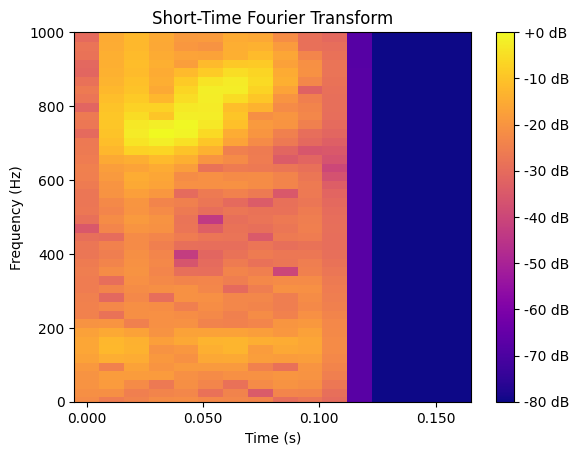 Short-Time Fourier Transform
Frequency (Hz)
1000
800
600
400
200
0
0.000
0.050
0.100
0.150
Time (s)
+0 dB
-10 dB
-20 dB
-30 dB
-40 dB
-50 dB
-60 dB
-70 dB
-80 dB